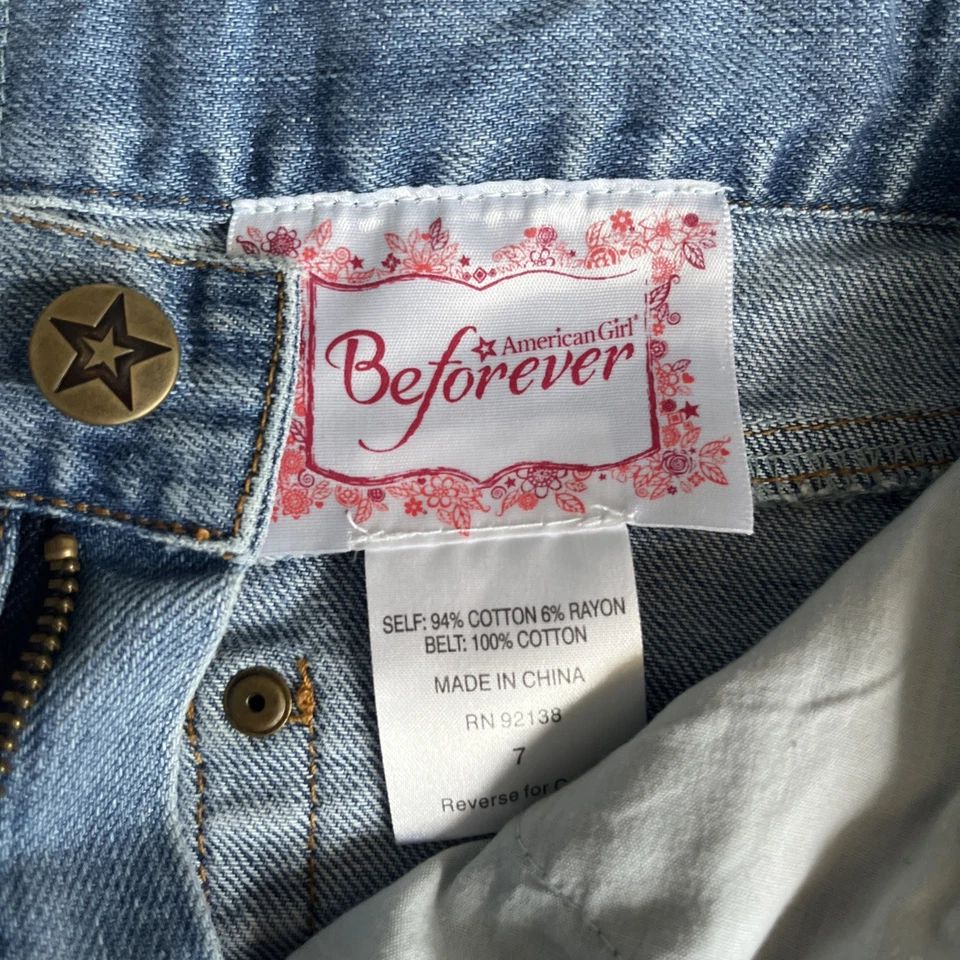 American Girl®
Beforever
SELF: 94% COTTON 6% RAYON
BELT: 100% COTTON
MADE IN CHINA
RN 92138
7
Reverse for